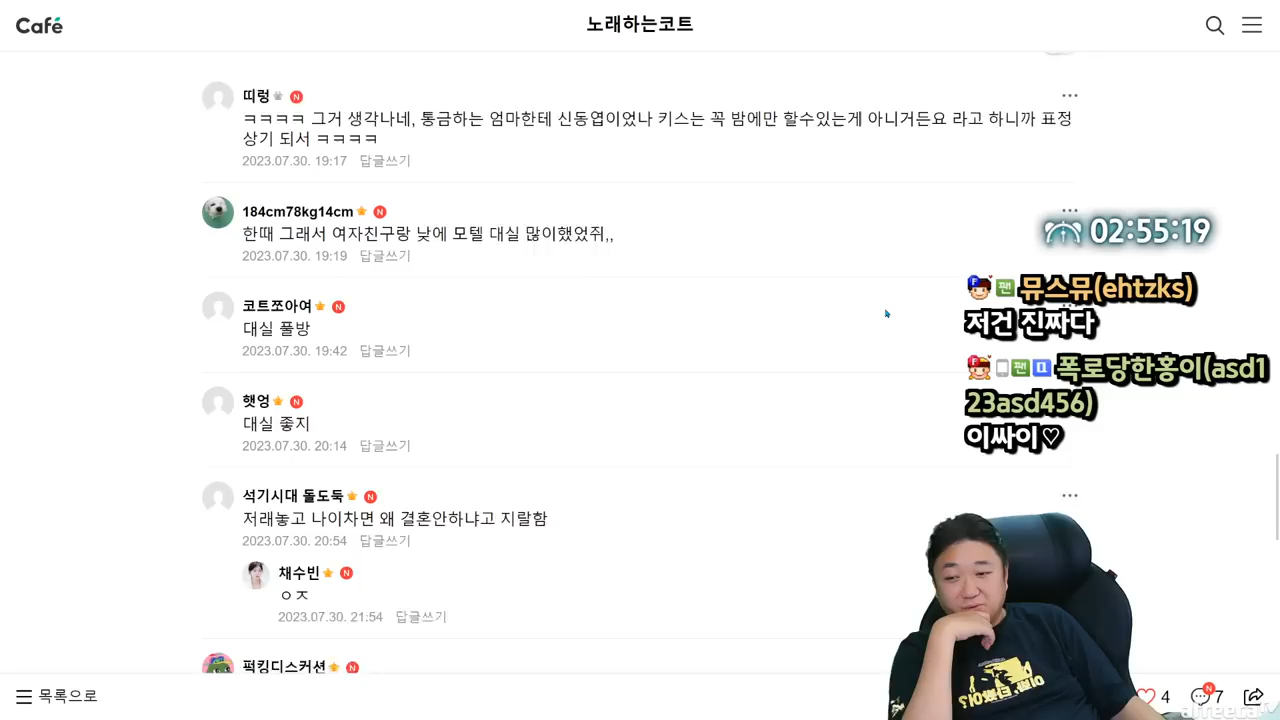 Café
노래하는코트
띠렁 N
ㅋㅋㅋㅋ 그거 생각나네, 통금하는 엄마한테 신동엽이었나 키스는 꼭 밤에만 할수있는게 아니거든요 라고 하니까 표정
상기 되서 ㅋㅋㅋㅋ
2023.07.30. 19:17 답글쓰기
184cm78kg14cm N
한때 그래서 여자친구랑 낮에 모텔 대실 많이했었쥐,,
2023.07.30. 19:19 답글쓰기
02:55:19
F 팬 뮤스뮤(ehtzks)
저건 진짜다
코트쪼아여 N
대실 풀방
2023.07.30. 19:42 답글쓰기
F 팬 폭로당한홍이(asd1
23asd456)
이싸이♡
햇엉 N
대실 좋지
2023.07.30. 20:14 답글쓰기
석기시대 돌도둑 N
저래놓고 나이차면 왜 결혼안하냐고 지랄함
2023.07.30. 20:54 답글쓰기
채수빈 N
ㅇㅈ
2023.07.30. 21:54 답글쓰기
퍽킹디스커션 N
목록으로
4
N
7
afreecaTV